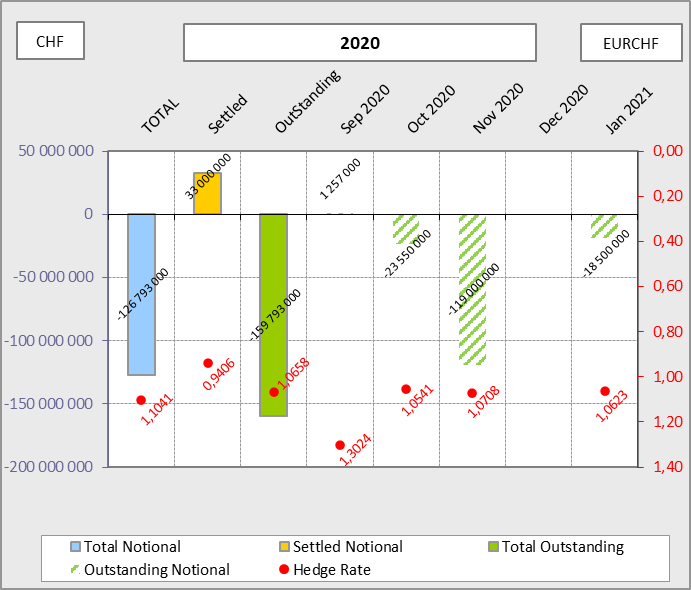 CHF
2020
EURCHF
TOTAL
Settled
OutStanding
Sep 2020
Oct 2020
Nov 2020
Dec 2020
Jan 2021
50 000 000
0
-50 000 000
-100 000 000
-150 000 000
-200 000 000
0,00
0,20
0,40
0,60
0,80
1,00
1,20
1,40
-126 793 000
33 000 000
-159 793 000
1 257 000
-23 550 000
-119 000 000
-18 500 000
1,1041
0,9406
1,0658
1,3024
1,0541
1,0708
1,0623
Total Notional
Settled Notional
Total Outstanding
Outstanding Notional
Hedge Rate